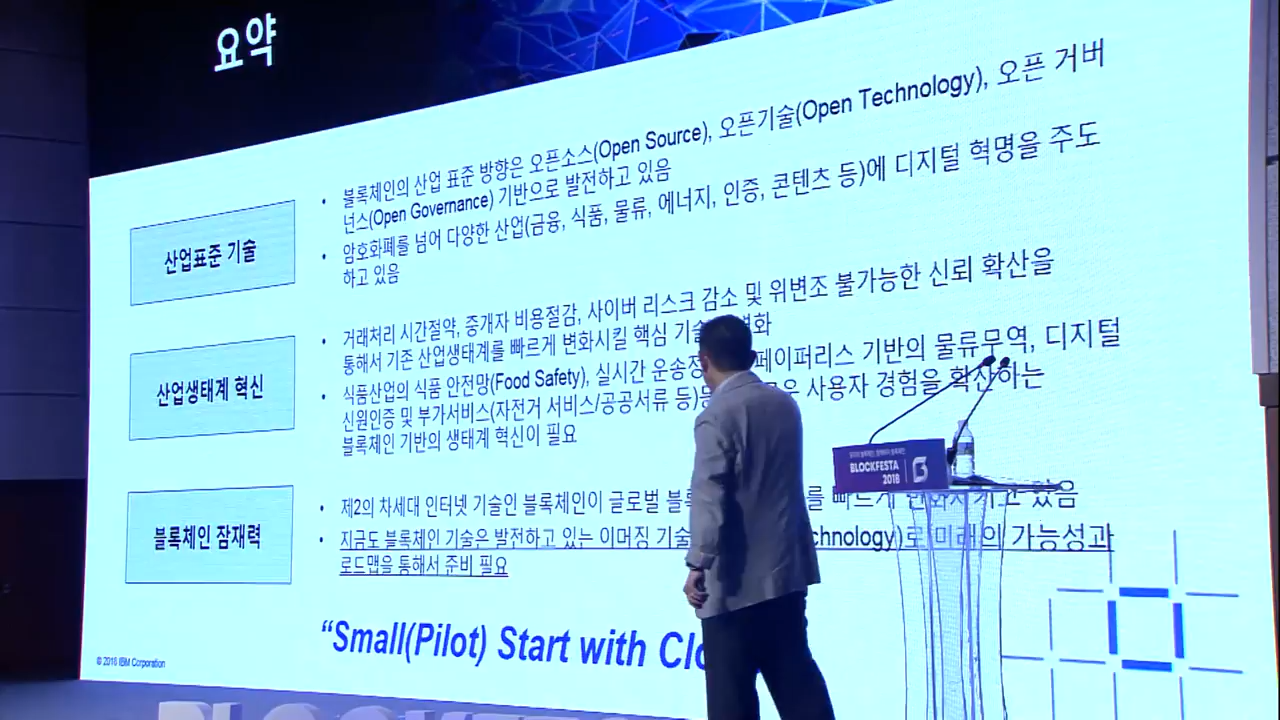 요약
산업표준 기술
• 블록체인의 산업 표준 방향은 오픈소스(Open Source), 오픈기술(Open Technology), 오픈 거버
넌스(Open Governance) 기반으로 발전하고 있음
• 암호화폐를 넘어 다양한 산업(금융, 식품, 물류, 에너지, 인증, 콘텐츠 등)에 디지털 혁명을 주도
하고 있음
산업생태계 혁신
• 거래처리 시간절약, 중개자 비용절감, 사이버 리스크 감소 및 위변조 불가능한 신뢰 확산을
통해서 기존 산업생태계를 빠르게 변화시킬 핵심
• 식품산업의 식품 안전망(Food Safety), 실시간 페이퍼리스 기반의 물류무역, 디지털
신원인증 및 부가서비스(자전거 서비스/공공서류 등) 사용자 경험을 확산하는
블록체인 기반의 생태계 혁신이 필요
블록체인 잠재력
• 제2의 차세대 인터넷 기술인 블록체인이 글로벌 있음
• 지금도 블록체인 기술은 발전하고 있는 이머징 미래의 가능성과
로드맵을 통해서 준비 필요
“Small(Pilot) Start with
© 2018 IBM Corporation
BLOCKFESTA
2018